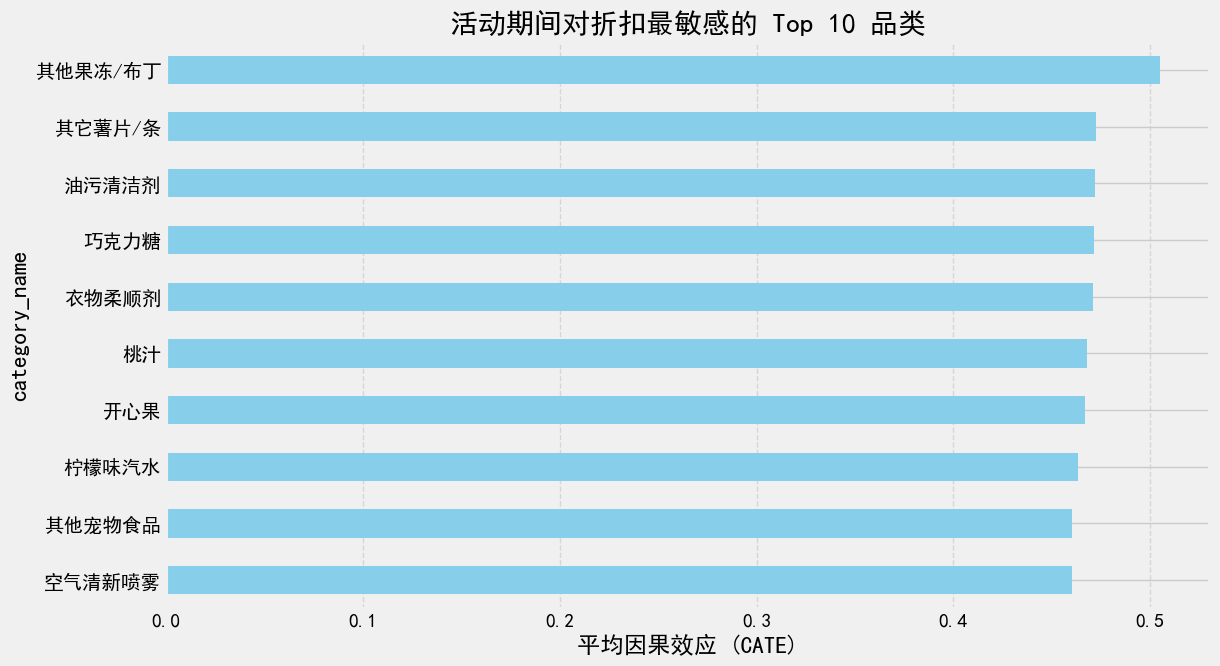 活动期间对折扣最敏感的 Top 10 品类
其他果冻/布丁
其它薯片/条
油污清洁剂
巧克力糖
衣物柔顺剂
桃汁
开心果
柠檬味汽水
其他宠物食品
空气清新喷雾
category_name
0.0 0.1 0.2 0.3 0.4 0.5
平均因果效应 (CATE)